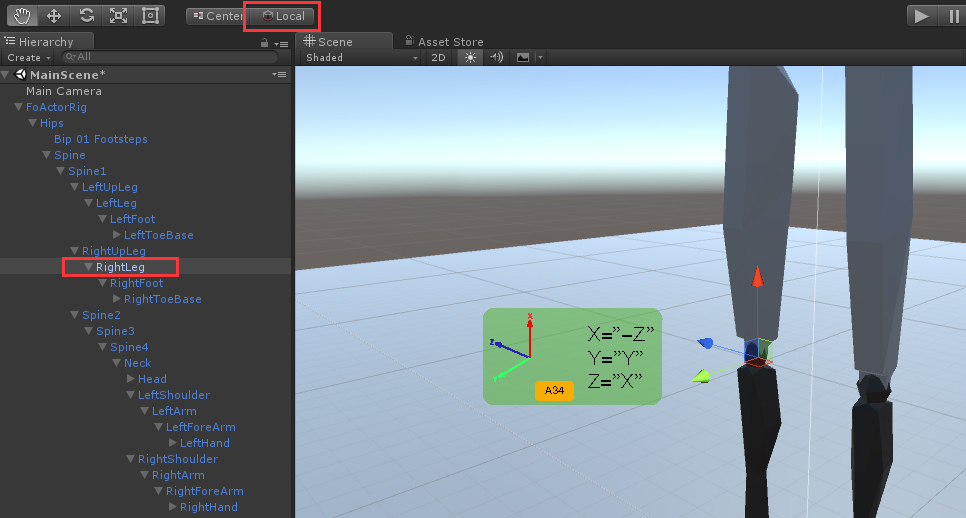 Center Local
Hierarchy
Create All
MainScene*
Main Camera
FoActorRig
Hips
Bip 01 Footsteps
Spine
Spine1
LeftUpLeg
LeftLeg
LeftFoot
LeftToeBase
RightUpLeg
RightLeg
RightFoot
RightToeBase
Spine2
Spine3
Spine4
Neck
Head
LeftShoulder
LeftArm
LeftForeArm
LeftHand
RightShoulder
RightArm
RightForeArm
RightHand
Scene Asset Store
Shaded 2D
X
Z
Y
A34
X="-Z"
Y="Y"
Z="X"